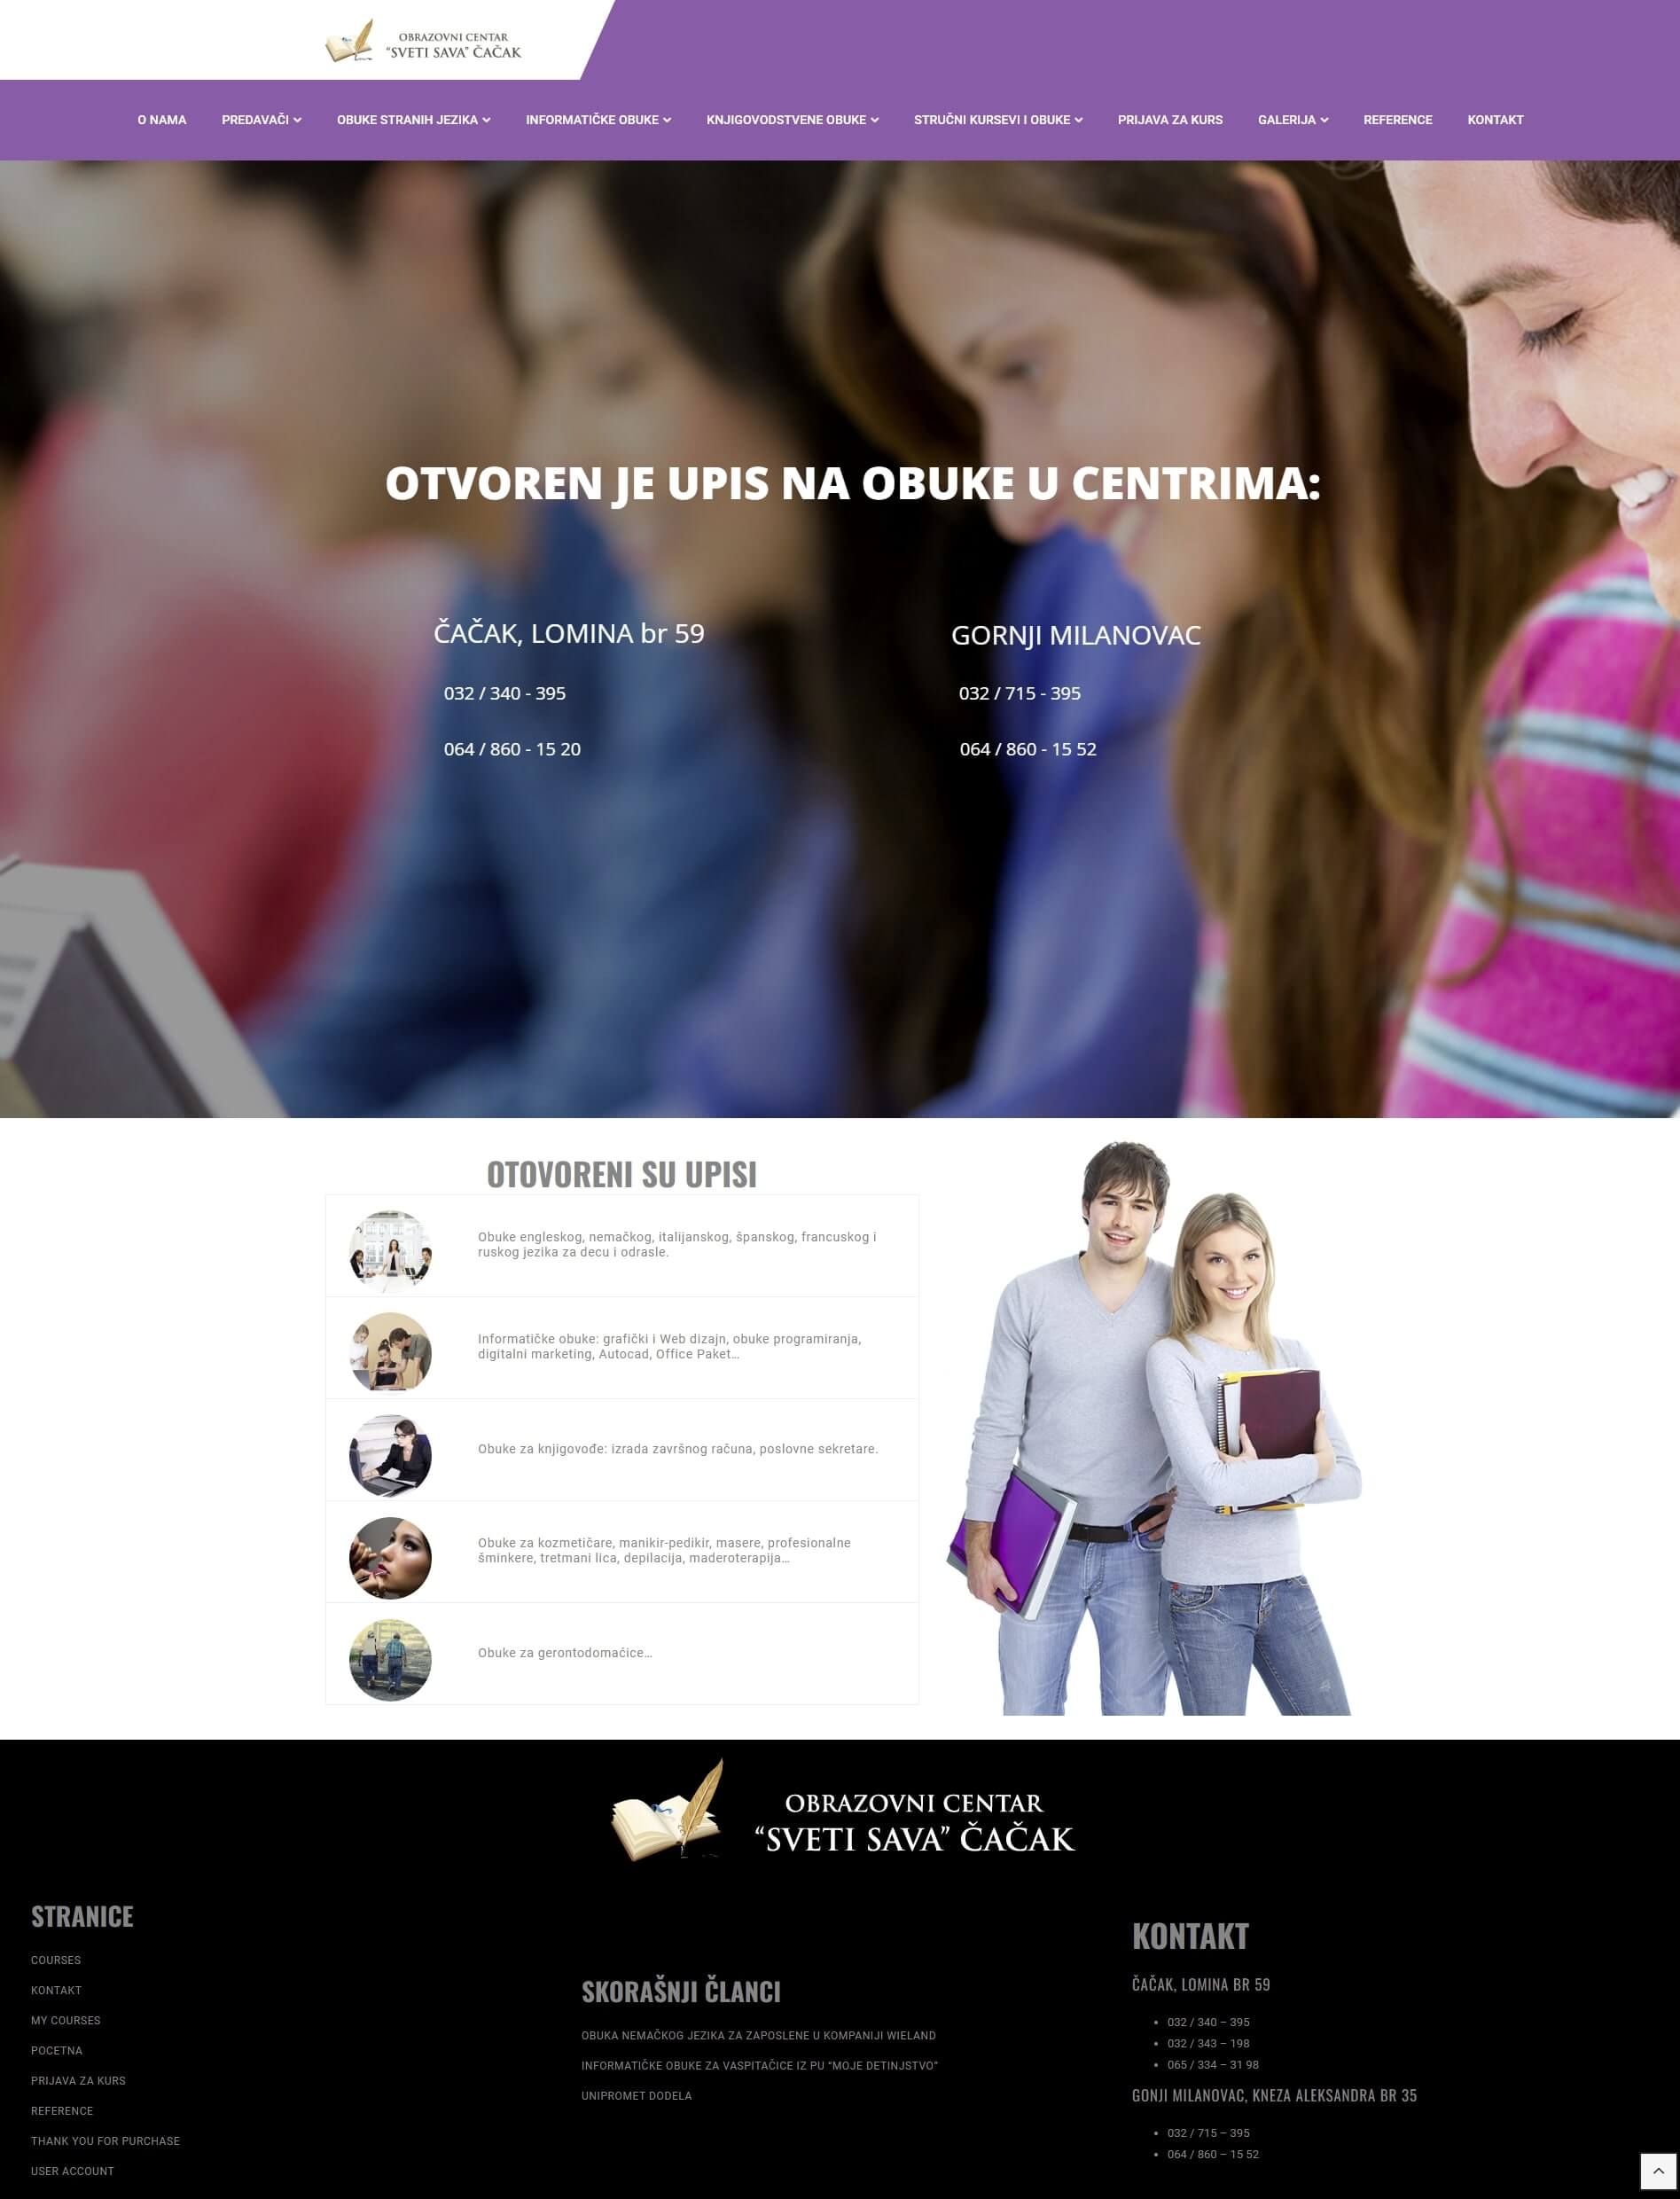 OBRAZOVNI CENTAR
“SVETI SAVA” ČAČAK
O NAMA
PREDAVAČI
OBUKE STRANIH JEZIKA
INFORMATIČKE OBUKE
KNJIGOVODSTVENE OBUKE
STRUČNI KURSEVI I OBUKE
PRIJAVA ZA KURS
GALERIJA
REFERENCE
KONTAKT
OTVOREN JE UPIS NA OBUKE U CENTRIMA:
ČAČAK, LOMINA br 59
032 / 340 - 395
064 / 860 - 15 20
GORNJI MILANOVAC
032 / 715 - 395
064 / 860 - 15 52
OTOVORENI SU UPISI
Obuke engleskog, nemačkog, italijanskog, španskog, francuskog i
ruskog jezika za decu i odrasle.
Informatičke obuke: grafički i Web dizajn, obuke programiranja,
digitalni marketing, Autocad, Office Paket…
Obuke za knjigovođe: izrada završnog računa, poslovne sekretare.
Obuke za kozmetičare, manikir-pedikir, masere, profesionalne
šminkere, tretmani lica, depilacija, maderoterapija…
Obuke za gerontodomaćice…
OBRAZOVNI CENTAR
“SVETI SAVA” ČAČAK
STRANICE
COURSES
KONTAKT
MY COURSES
POCETNA
PRIJAVA ZA KURS
REFERENCE
THANK YOU FOR PURCHASE
USER ACCOUNT
SKORAŠNJI ČLANCI
OBUKA NEMAČKOG JEZIKA ZA ZAPOSLENE U KOMPANIJI WIELAND
INFORMATIČKE OBUKE ZA VASPITAČICE IZ PU “MOJE DETINJSTVO”
UNIPROMET DODELA
KONTAKT
ČAČAK, LOMINA BR 59
032 / 340 – 395
032 / 343 – 198
065 / 334 – 31 98
GONJI MILANOVAC, KNEZA ALEKSANDRA BR 35
032 / 715 – 395
064 / 860 – 15 52